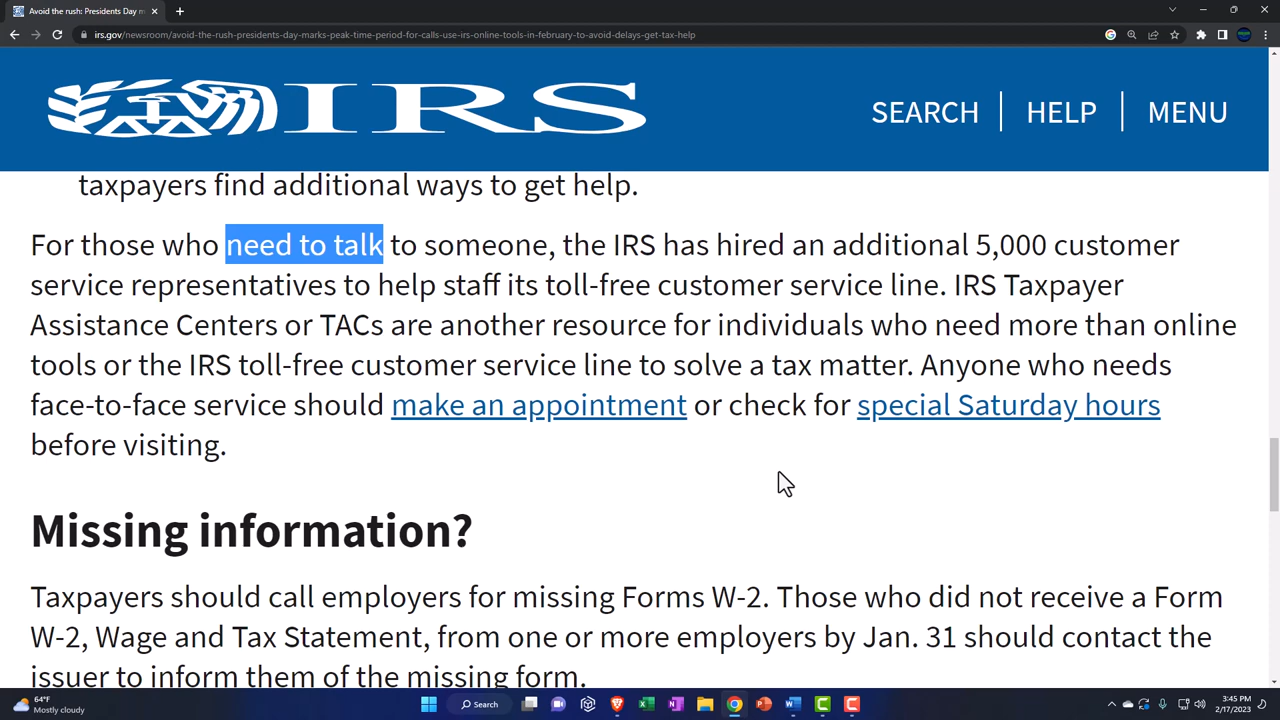 Avoid the rush: Presidents Day m
irs.gov/newsroom/avoid-the-rush-presidents-day-marks-peak-time-period-for-calls-use-irs-online-tools-in-february-to-avoid-delays-get-tax-help
IRS
SEARCH
HELP
MENU
taxpayers find additional ways to get help.
For those who need to talk to someone, the IRS has hired an additional 5,000 customer
service representatives to help staff its toll-free customer service line. IRS Taxpayer
Assistance Centers or TACs are another resource for individuals who need more than online
tools or the IRS toll-free customer service line to solve a tax matter. Anyone who needs
face-to-face service should make an appointment or check for special Saturday hours
before visiting.
Missing information?
Taxpayers should call employers for missing Forms W-2. Those who did not receive a Form
W-2, Wage and Tax Statement, from one or more employers by Jan. 31 should contact the
issuer to inform them of the missing form.
64°F
Mostly cloudy
Search
3:45 PM
2/17/2023